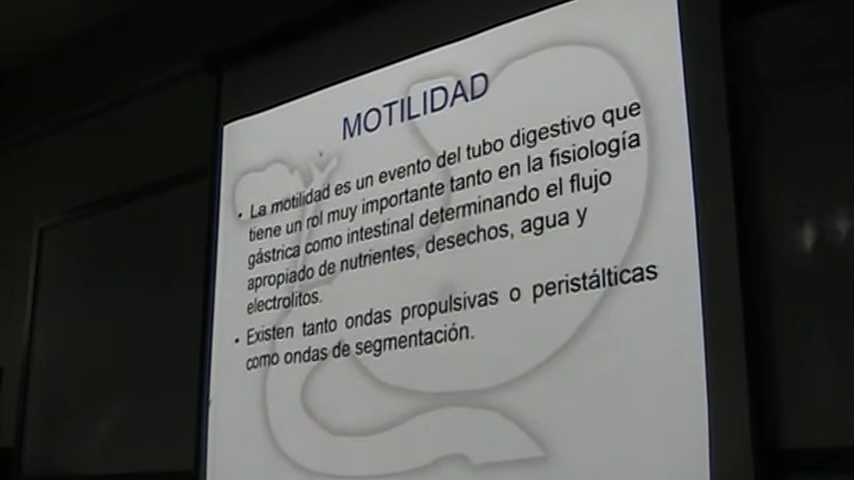 MOTILIDAD
• La motilidad es un evento del tubo digestivo que
tiene un rol muy importante tanto en la fisiología
gástrica como intestinal determinando el flujo
apropiado de nutrientes, desechos, agua y
electrolitos.
• Existen tanto ondas propulsivas o peristálticas
como ondas de segmentación.